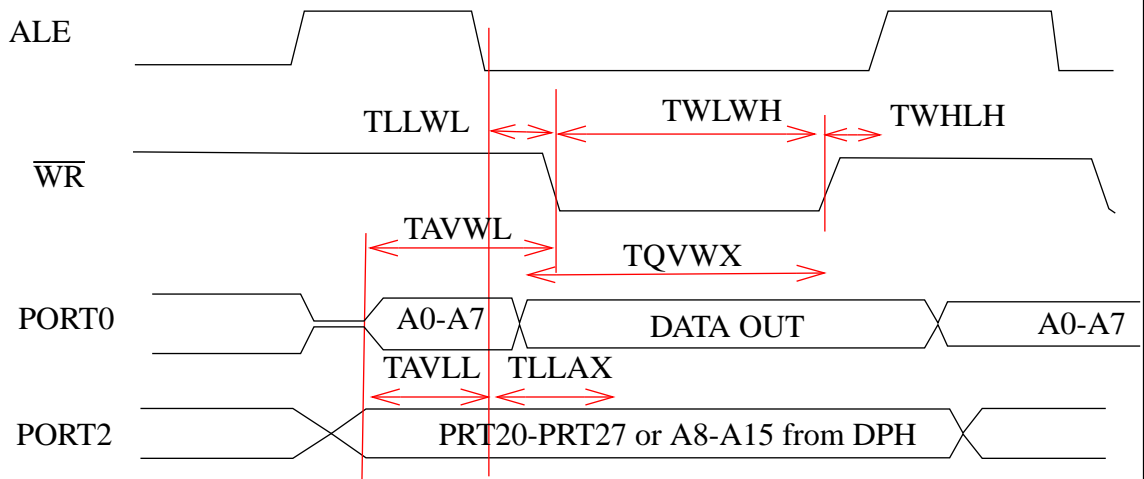 ALE
TLLWL TWLWH TWHLH
WR
TAVWL
TQVWX
PORT0 A0-A7 DATA OUT A0-A7
TAVLL TLLAX
PORT2 PRT20-PRT27 or A8-A15 from DPH